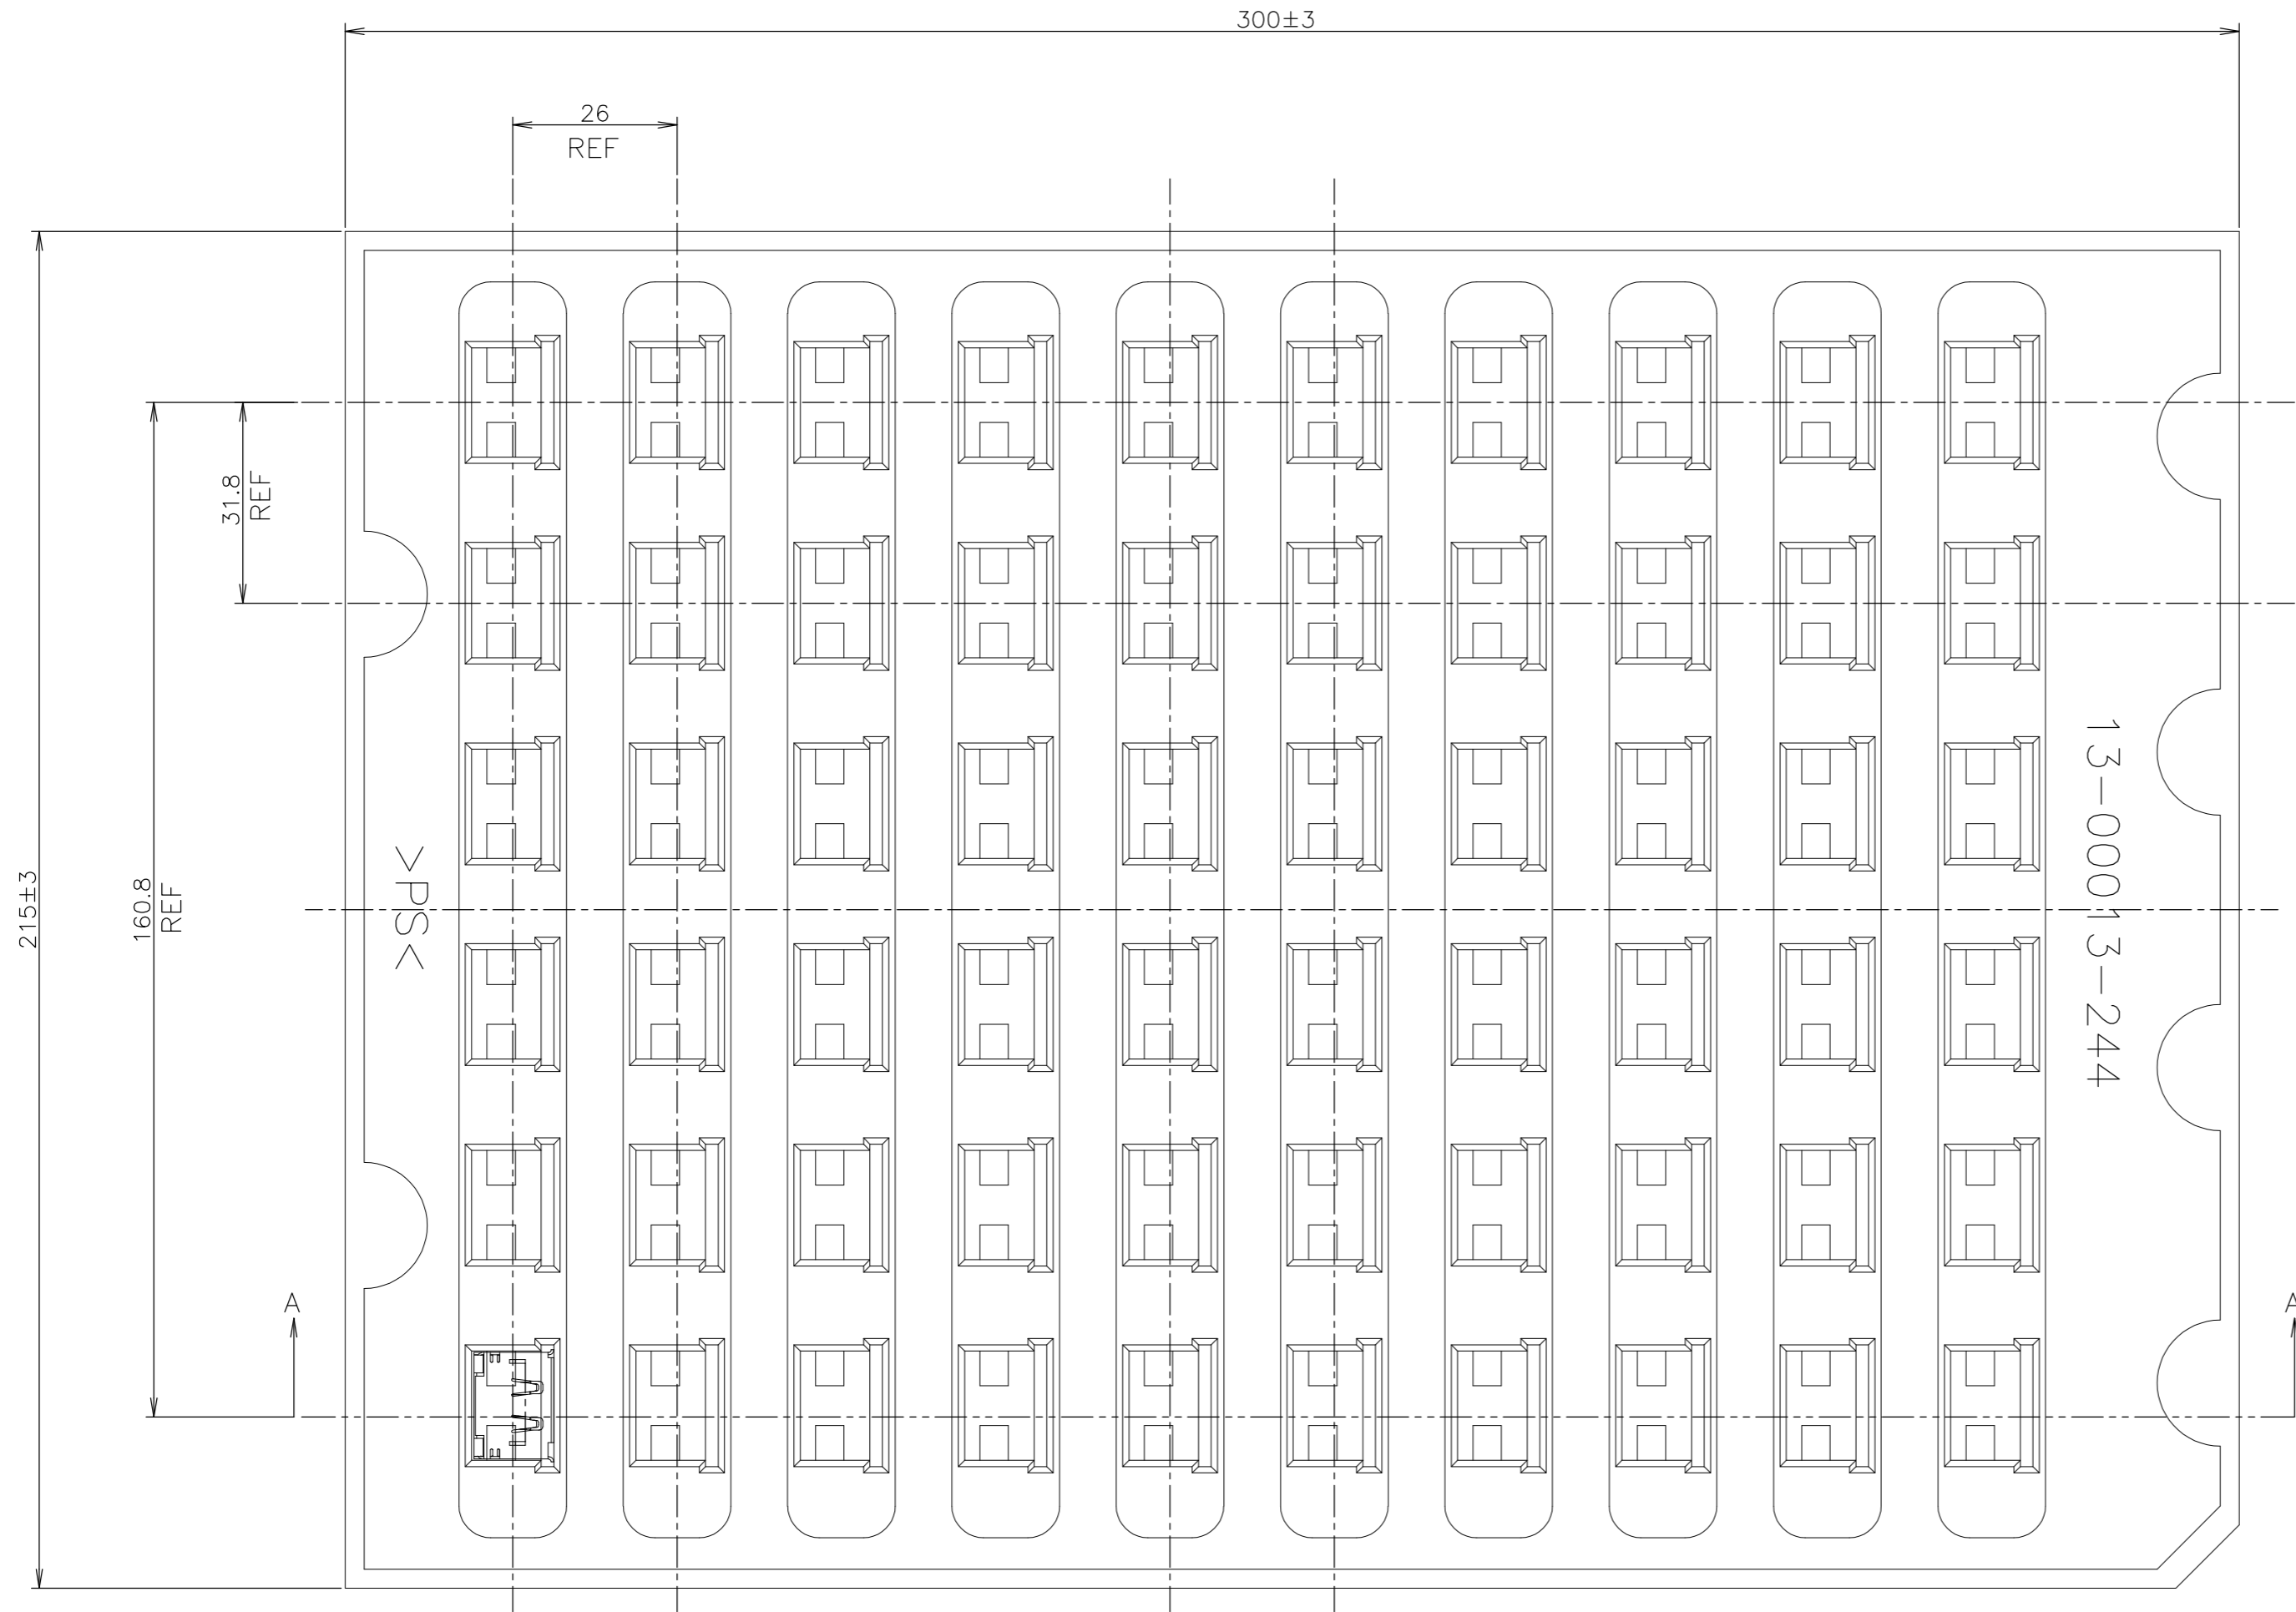 300±3
26
REF
31.8
REF
215±3
160.8
REF
>PS<
13-00013-244
A
A